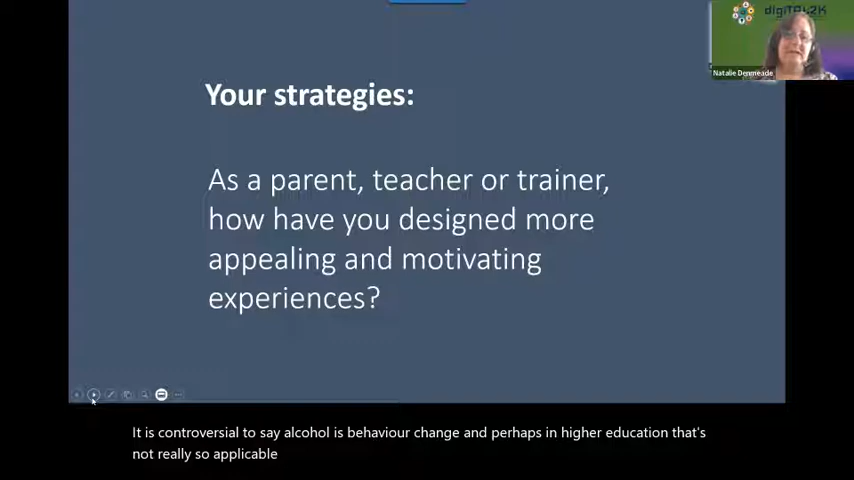 digiTAL2K
Natalie Denmeade
Your strategies:
As a parent, teacher or trainer,
how have you designed more
appealing and motivating
experiences?
It is controversial to say alcohol is behaviour change and perhaps in higher education that's
not really so applicable